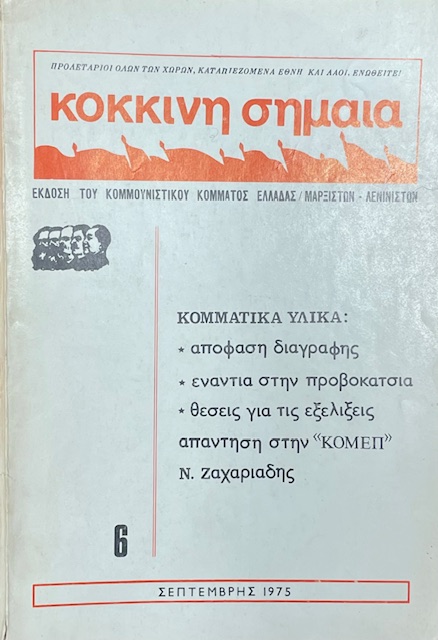 ΠΡΟΛΕΤΑΡΙΟΙ ΟΛΩΝ ΤΩΝ ΧΩΡΩΝ, ΚΑΤΑΠΙΕΖΟΜΕΝΑ ΕΘΝΗ ΚΑΙ ΛΑΟΙ, ΕΝΩΘΕΙΤΕ!
κοκκινη σημαια
ΕΚΔΟΣΗ ΤΟΥ ΚΟΜΜΟΥΝΙΣΤΙΚΟΥ ΚΟΜΜΑΤΟΣ ΕΛΛΑΔΑΣ/ΜΑΡΞΙΣΤΩΝ - ΛΕΝΙΝΙΣΤΩΝ
ΚΟΜΜΑΤΙΚΑ ΥΛΙΚΑ:
* αποφαση διαγραφης
* εναντια στην προβοκατσια
* θεσεις για τις εξελιξεις
απαντηση στην «ΚΟΜΕΠ»
Ν. Ζαχαριαδης
6
ΣΕΠΤΕΜΒΡΗΣ 1975